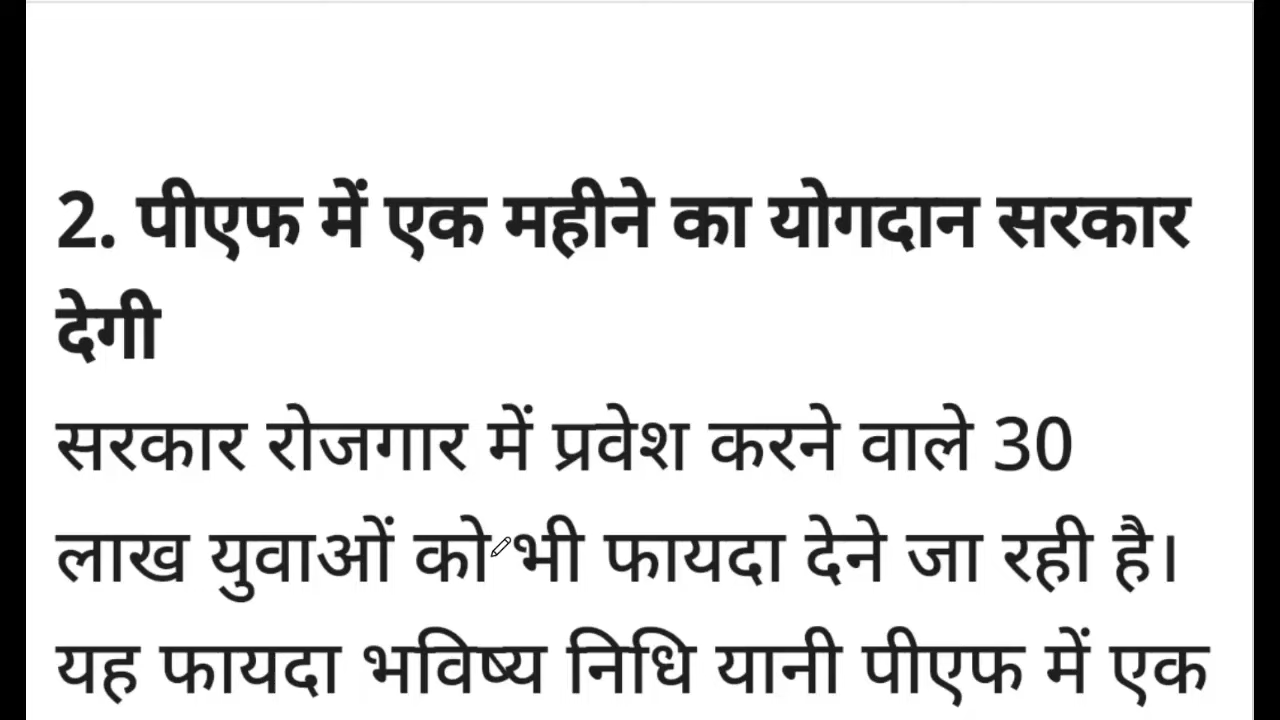 2. पीएफ में एक महीने का योगदान सरकार
देगी
सरकार रोजगार में प्रवेश करने वाले 30
लाख युवाओं को भी फायदा देने जा रही है।
यह फायदा भविष्य निधि यानी पीएफ में एक